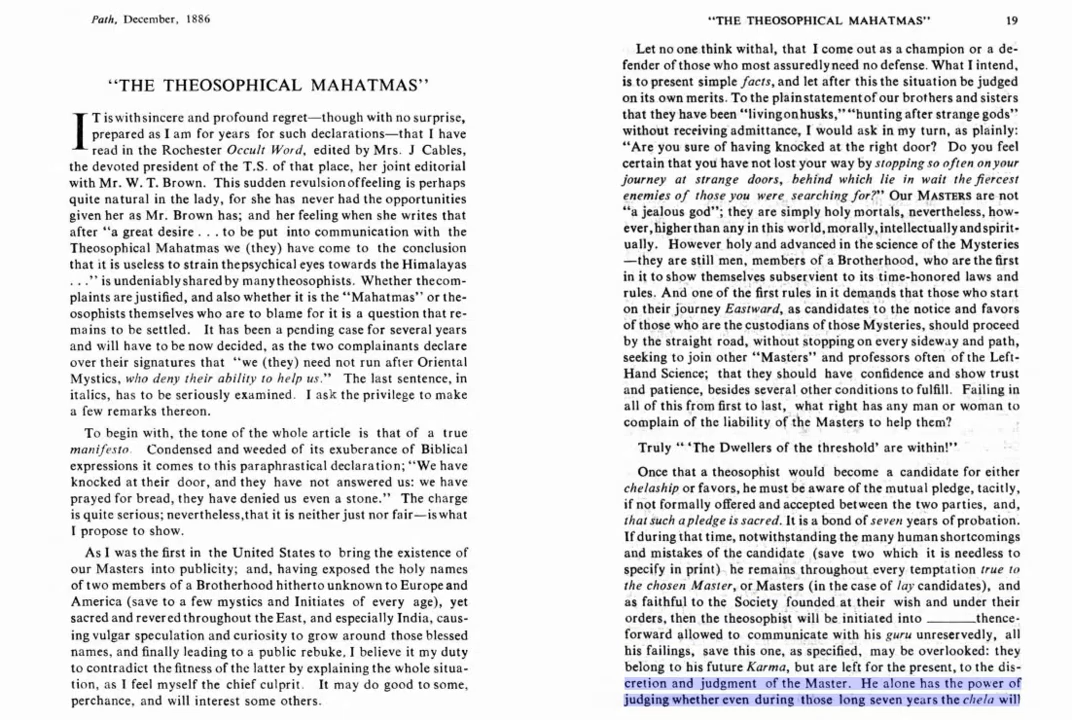 Path, December, 1886
"THE THEOSOPHICAL MAHATMAS"
IT is with sincere and profound regret—though with no surprise,
prepared as I am for years for such declarations—that I have
read in the Rochester Occult Word, edited by Mrs. J Cables,
the devoted president of the T.S. of that place, her joint editorial
with Mr. W. T. Brown. This sudden revulsion of feeling is perhaps
quite natural in the lady, for she has never had the opportunities
given her as Mr. Brown has; and her feeling when she writes that
after "a great desire . . . to be put into communication with the
Theosophical Mahatmas we (they) have come to the conclusion
that it is useless to strain the psychical eyes towards the Himalayas
. . ." is undeniably shared by many theosophists. Whether the com-
plaints are justified, and also whether it is the "Mahatmas" or the-
osophists themselves who are to blame for it is a question that re-
mains to be settled. It has been a pending case for several years
and will have to be now decided, as the two complainants declare
over their signatures that "we (they) need not run after Oriental
Mystics, who deny their ability to help us." The last sentence, in
italics, has to be seriously examined. I ask the privilege to make
a few remarks thereon.
To begin with, the tone of the whole article is that of a true
manifesto. Condensed and weeded of its exuberance of Biblical
expressions it comes to this paraphrastical declaration; "We have
knocked at their door, and they have not answered us: we have
prayed for bread, they have denied us even a stone." The charge
is quite serious; nevertheless, that it is neither just nor fair—is what
I propose to show.
As I was the first in the United States to bring the existence of
our Masters into publicity; and, having exposed the holy names
of two members of a Brotherhood hitherto unknown to Europe and
America (save to a few mystics and Initiates of every age), yet
sacred and revered throughout the East, and especially India, caus-
ing vulgar speculation and curiosity to grow around those blessed
names, and finally leading to a public rebuke, I believe it my duty
to contradict the fitness of the latter by explaining the whole situa-
tion, as I feel myself the chief culprit. It may do good to some,
perchance, and will interest some others.
"THE THEOSOPHICAL MAHATMAS" 19
Let no one think withal, that I come out as a champion or a de-
fender of those who most assuredly need no defense. What I intend,
is to present simple facts, and let after this the situation be judged
on its own merits. To the plain statement of our brothers and sisters
that they have been "living on husks," "hunting after strange gods"
without receiving admittance, I would ask in my turn, as plainly:
"Are you sure of having knocked at the right door? Do you feel
certain that you have not lost your way by stopping so often on your
journey at strange doors, behind which lie in wait the fiercest
enemies of those you were searching for?" Our MASTERS are not
"a jealous god"; they are simply holy mortals, nevertheless, how-
ever, higher than any in this world, morally, intellectually and spirit-
ually. However holy and advanced in the science of the Mysteries
—they are still men, members of a Brotherhood, who are the first
in it to show themselves subservient to its time-honored laws and
rules. And one of the first rules in it demands that those who start
on their journey Eastward, as candidates to the notice and favors
of those who are the custodians of those Mysteries, should proceed
by the straight road, without stopping on every sideway and path,
seeking to join other "Masters" and professors often of the Left-
Hand Science; that they should have confidence and show trust
and patience, besides several other conditions to fulfill. Failing in
all of this from first to last, what right has any man or woman to
complain of the liability of the Masters to help them?
Truly " 'The Dwellers of the threshold' are within!"
Once that a theosophist would become a candidate for either
chelaship or favors, he must be aware of the mutual pledge, tacitly,
if not formally offered and accepted between the two parties, and,
that such a pledge is sacred. It is a bond of seven years of probation.
If during that time, notwithstanding the many human shortcomings
and mistakes of the candidate (save two which it is needless to
specify in print) he remains throughout every temptation true to
the chosen Master, or Masters (in the case of lay candidates), and
as faithful to the Society founded at their wish and under their
orders, then the theosophist will be initiated into ______thence-
forward allowed to communicate with his guru unreservedly, all
his failings, save this one, as specified, may be overlooked: they
belong to his future Karma, but are left for the present, to the dis-
cretion and judgment of the Master. He alone has the power of
judging whether even during those long seven years the chela will